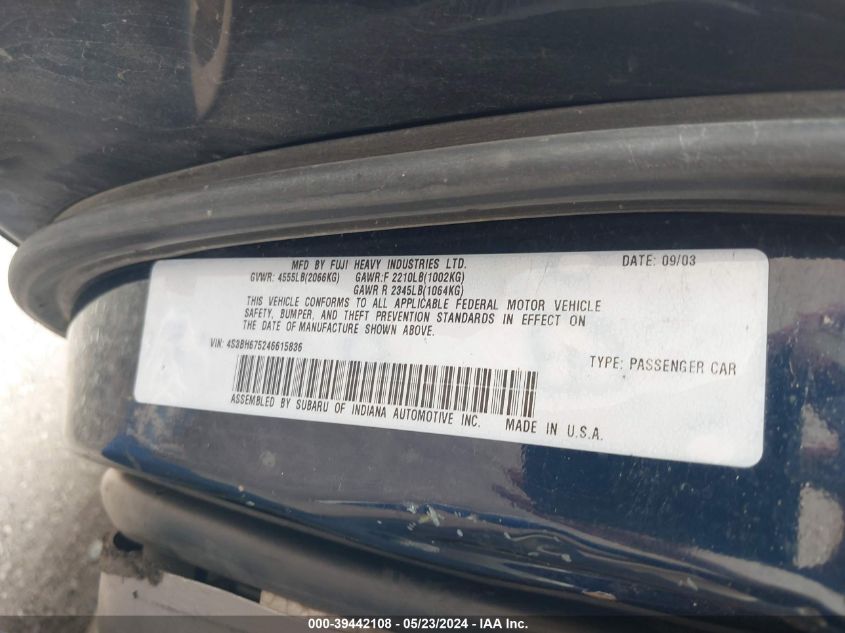 MFD BY FUJI HEAVY INDUSTRIES LTD. DATE: 09/03
GVWR: 4555LB(2066KG) GAWR:F 2210LB(1002KG)
GAWR R 2345LB(1064KG)
THIS VEHICLE CONFORMS TO ALL APPLICABLE FEDERAL MOTOR VEHICLE
SAFETY, BUMPER, AND THEFT PREVENTION STANDARDS IN EFFECT ON
THE DATE OF MANUFACTURE SHOWN ABOVE.
VIN: 4S3BH675246615836 TYPE: PASSENGER CAR
ASSEMBLED BY SUBARU OF INDIANA AUTOMOTIVE INC. MADE IN U.S.A.
000-39442108 - 05/23/2024 - IAA Inc.